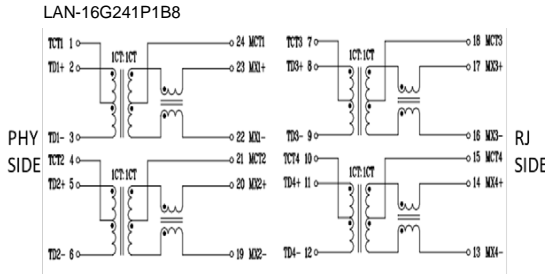 LAN-16G241P1B8
TCT1 1 24 MCT1 TCT3 7 18 MCT3
1CT:1CT 1CT:1CT
TD1+ 2 23 MX1+ TD3+ 8 17 MX3+
PHY SIDE
TD1- 3 22 MX1- TD3- 9 16 MX3-
RJ SIDE
TCT2 4 21 MCT2 TCT4 10 15 MCT4
1CT:1CT 1CT:1CT
TD2+ 5 20 MX2+ TD4+ 11 14 MX4+
TD2- 6 19 MX2- TD4- 12 13 MX4-